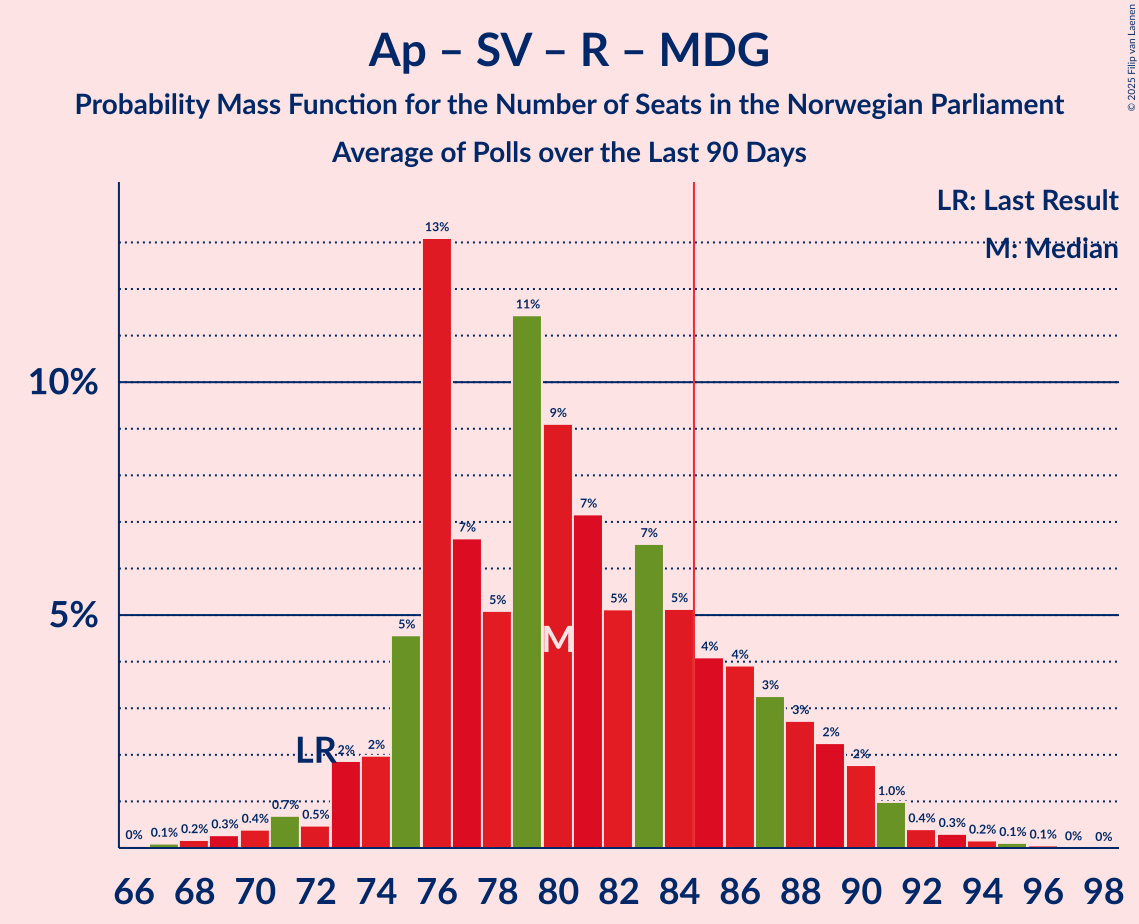 Ap – SV – R – MDG
Probability Mass Function for the Number of Seats in the Norwegian Parliament
Average of Polls over the Last 90 Days
© 2025 Filip van Laenen
LR: Last Result
M: Median
10%
5%
0% 0.1% 0.2% 0.3% 0.4% 0.7% 0.5% 2% 2% 5% 13% 7% 5% 11% 9% 7% 5% 7% 5% 4% 4% 3% 3% 2% 2% 1.0% 0.4% 0.3% 0.2% 0.1% 0.1% 0% 0%
LR
M
66 68 70 72 74 76 78 80 82 84 86 88 90 92 94 96 98